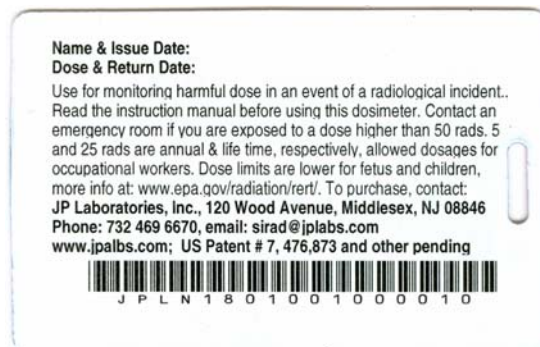 Name & Issue Date:
Dose & Return Date:
Use for monitoring harmful dose in an event of a radiological incident..
Read the instruction manual before using this dosimeter. Contact an
emergency room if you are exposed to a dose higher than 50 rads. 5
and 25 rads are annual & life time, respectively, allowed dosages for
occupational workers. Dose limits are lower for fetus and children,
more info at: www.epa.gov/radiation/rert/. To purchase, contact:
JP Laboratories, Inc., 120 Wood Avenue, Middlesex, NJ 08846
Phone: 732 469 6670, email: sirad@jplabs.com
www.jpalbs.com; US Patent # 7, 476,873 and other pending
JPLN1801001000010